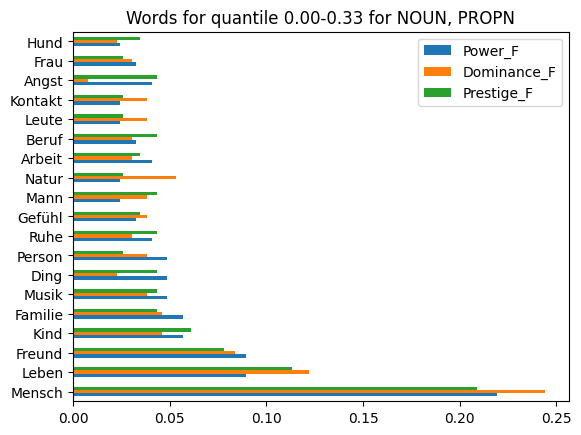 Words for quantile 0.00-0.33 for NOUN, PROPN
Hund
Frau
Angst
Kontakt
Leute
Beruf
Arbeit
Natur
Mann
Gefühl
Ruhe
Person
Ding
Musik
Familie
Kind
Freund
Leben
Mensch
Power_F
Dominance_F
Prestige_F
0.00 0.05 0.10 0.15 0.20 0.25